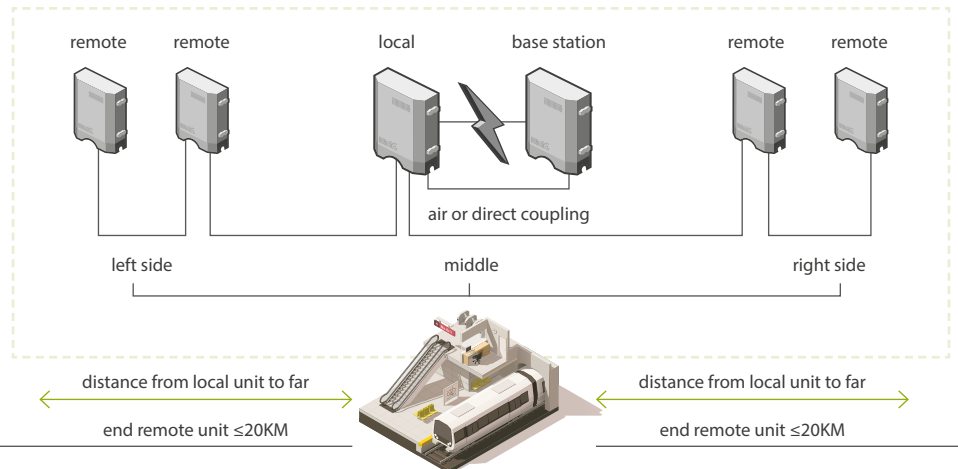 remote
remote
local
base station
remote
remote
air or direct coupling
left side
middle
right side
distance from local unit to far
end remote unit ≤20KM
distance from local unit to far
end remote unit ≤20KM